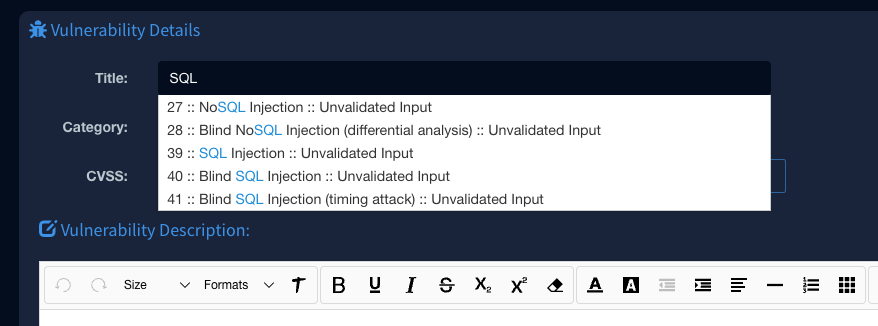 Vulnerability Details
Title: SQL
27 :: NoSQL Injection :: Unvalidated Input
Category:
28 :: Blind NoSQL Injection (differential analysis) :: Unvalidated Input
39 :: SQL Injection :: Unvalidated Input
CVSS:
40 :: Blind SQL Injection :: Unvalidated Input
41 :: Blind SQL Injection (timing attack) :: Unvalidated Input
Vulnerability Description:
Size Formats T B U I S X₂ X² A A